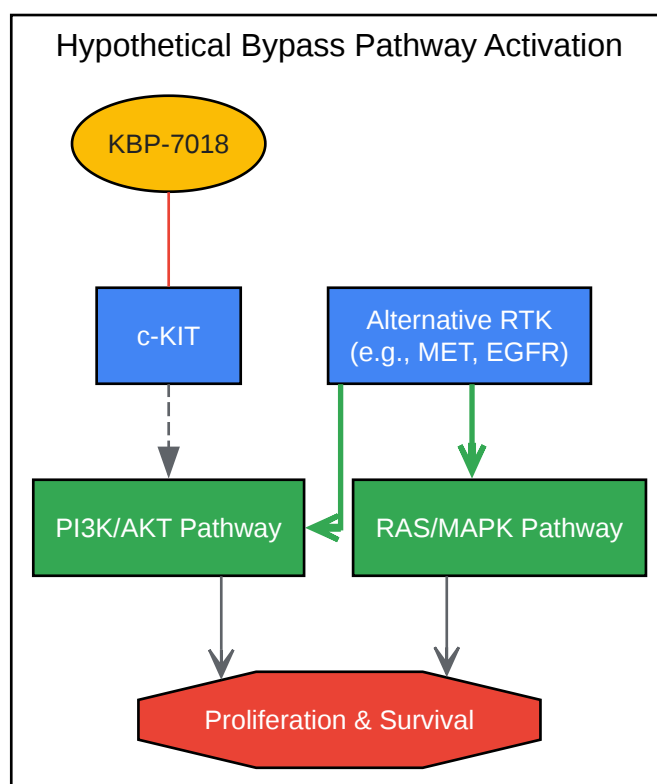 Hypothetical Bypass Pathway Activation
KBP-7018
c-KIT
Alternative RTK
(e.g., MET, EGFR)
PI3K/AKT Pathway
RAS/MAPK Pathway
Proliferation & Survival